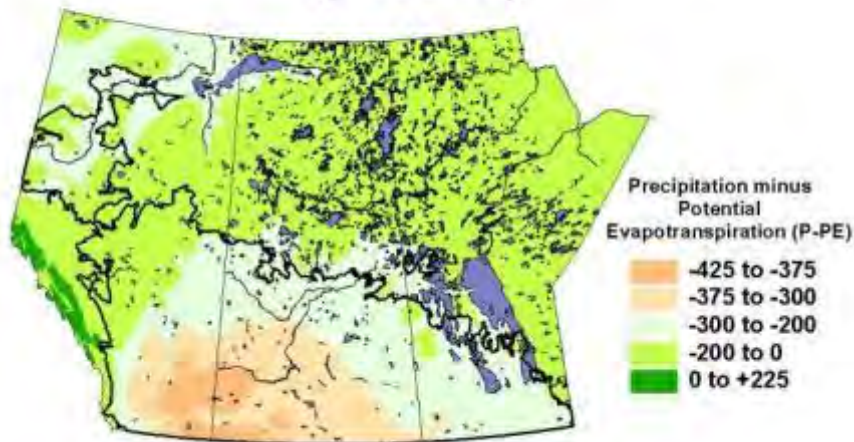 Precipitation minus
Potential
Evapotranspiration (P-PE)
-425 to -375
-375 to -300
-300 to -200
-200 to 0
0 to +225